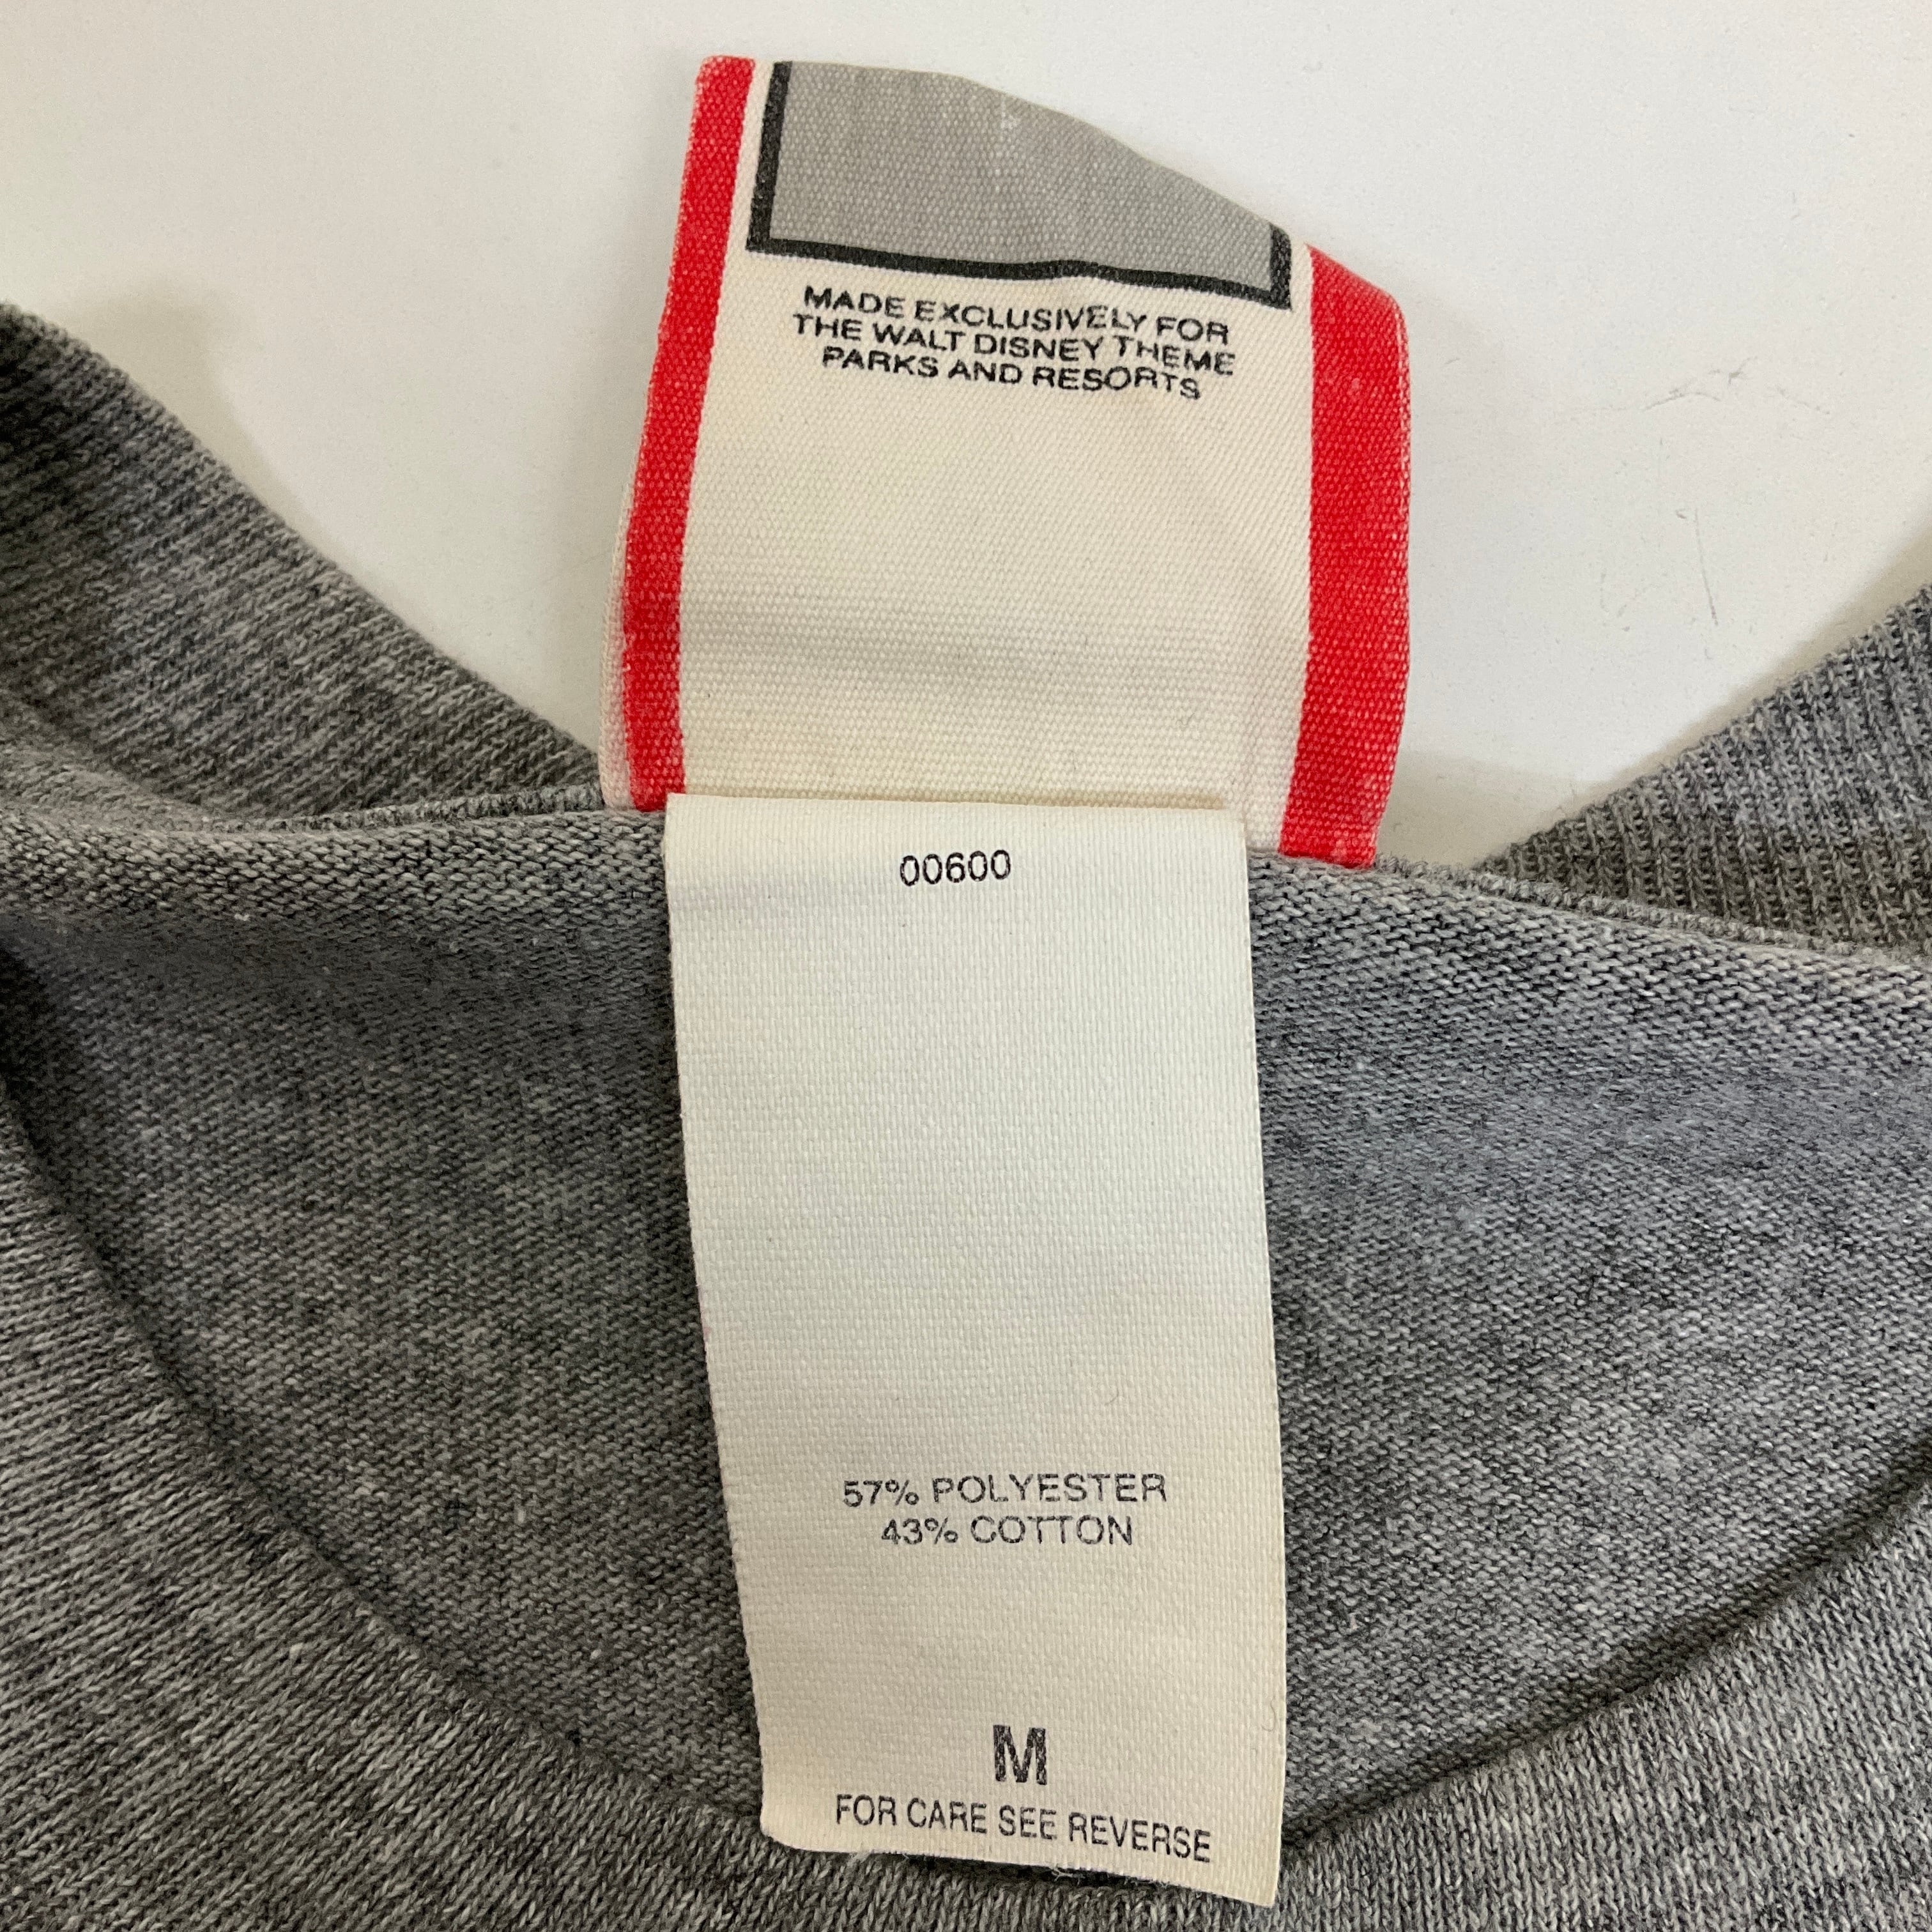 MADE EXCLUSIVELY FOR
THE WALT DISNEY THEME
PARKS AND RESORTS
00600
57% POLYESTER
43% COTTON
M
FOR CARE SEE REVERSE